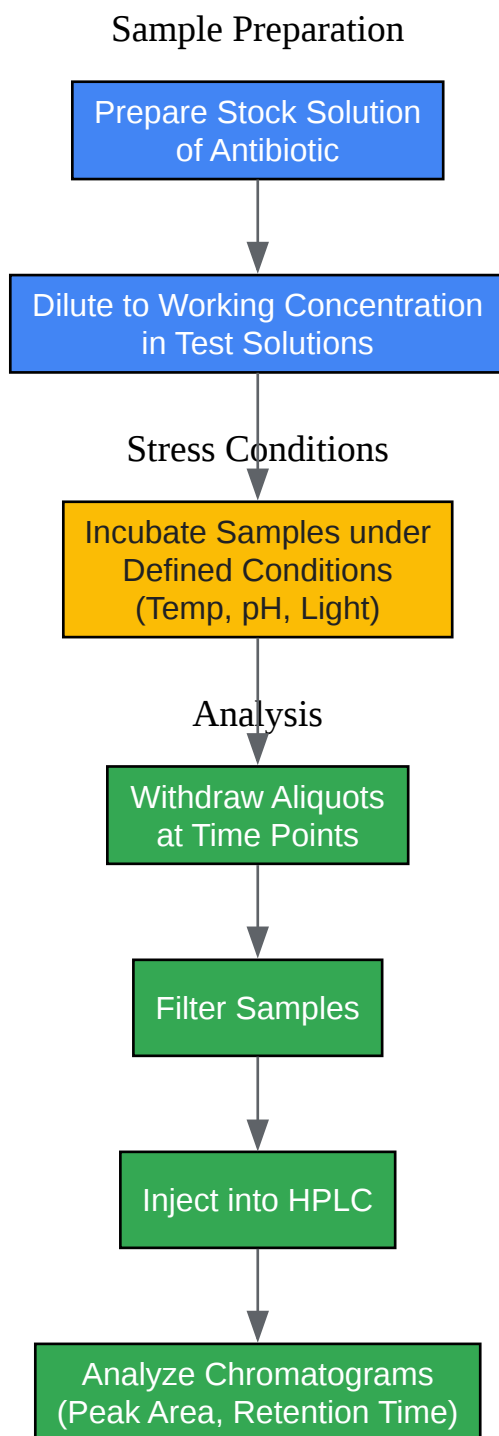 Sample Preparation
Prepare Stock Solution
of Antibiotic
Dilute to Working Concentration
in Test Solutions
Stress Conditions
Incubate Samples under
Defined Conditions
(Temp, pH, Light)
Analysis
Withdraw Aliquots
at Time Points
Filter Samples
Inject into HPLC
Analyze Chromatograms
(Peak Area, Retention Time)